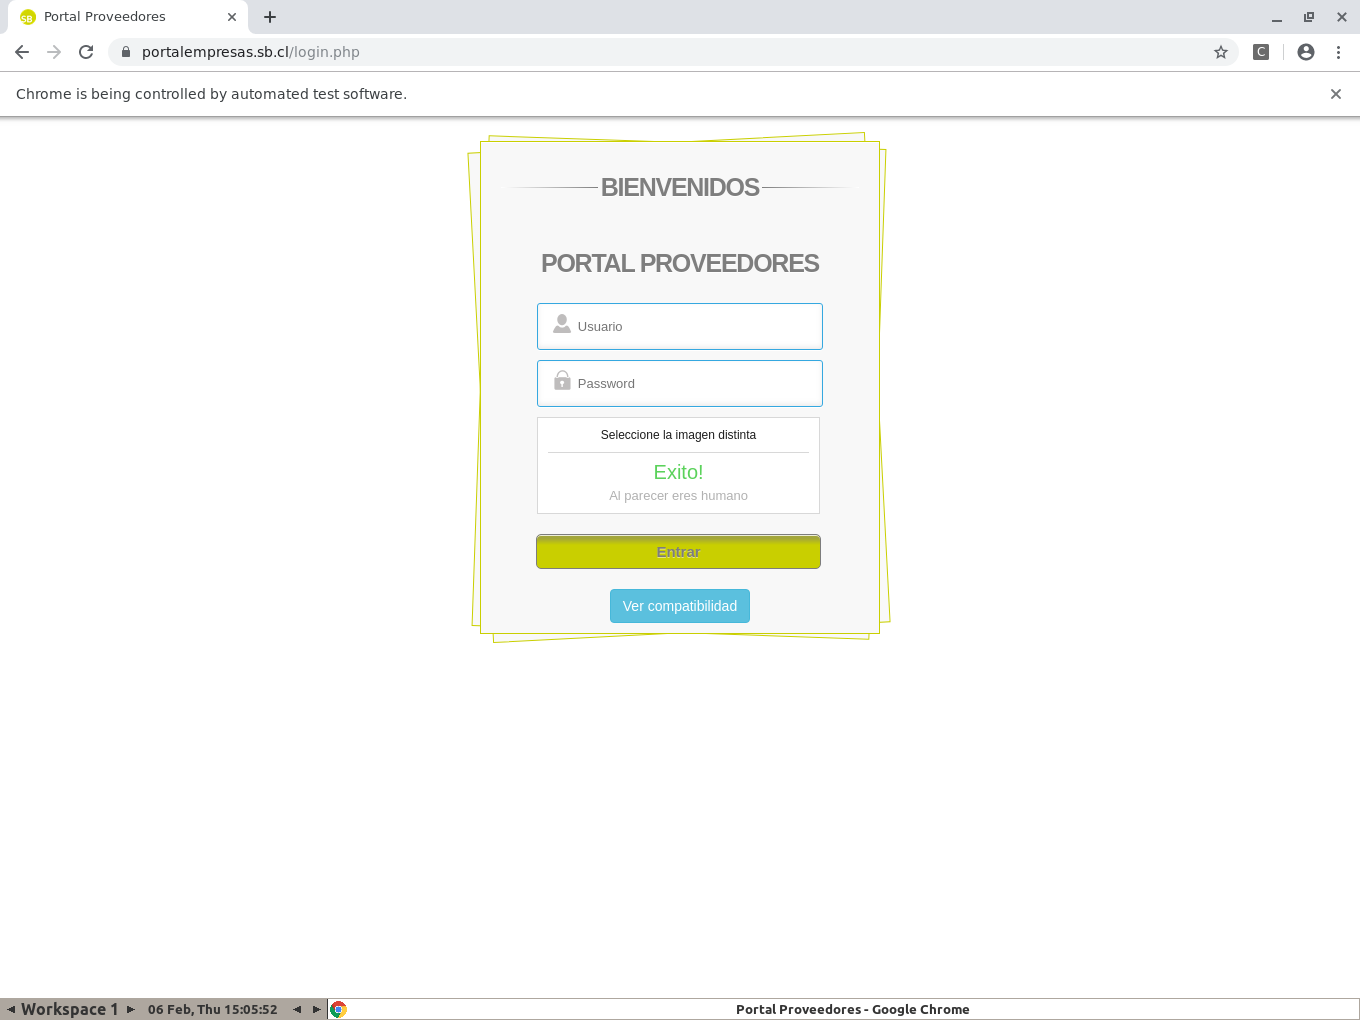 Portal Proveedores
portalempresas.sb.cl/login.php
C
Chrome is being controlled by automated test software.
BIENVENIDOS
PORTAL PROVEEDORES
Usuario
Password
Seleccione la imagen distinta
Exito!
Al parecer eres humano
Entrar
Ver compatibilidad
Workspace 1 06 Feb, Thu 15:05:52 Portal Proveedores - Google Chrome